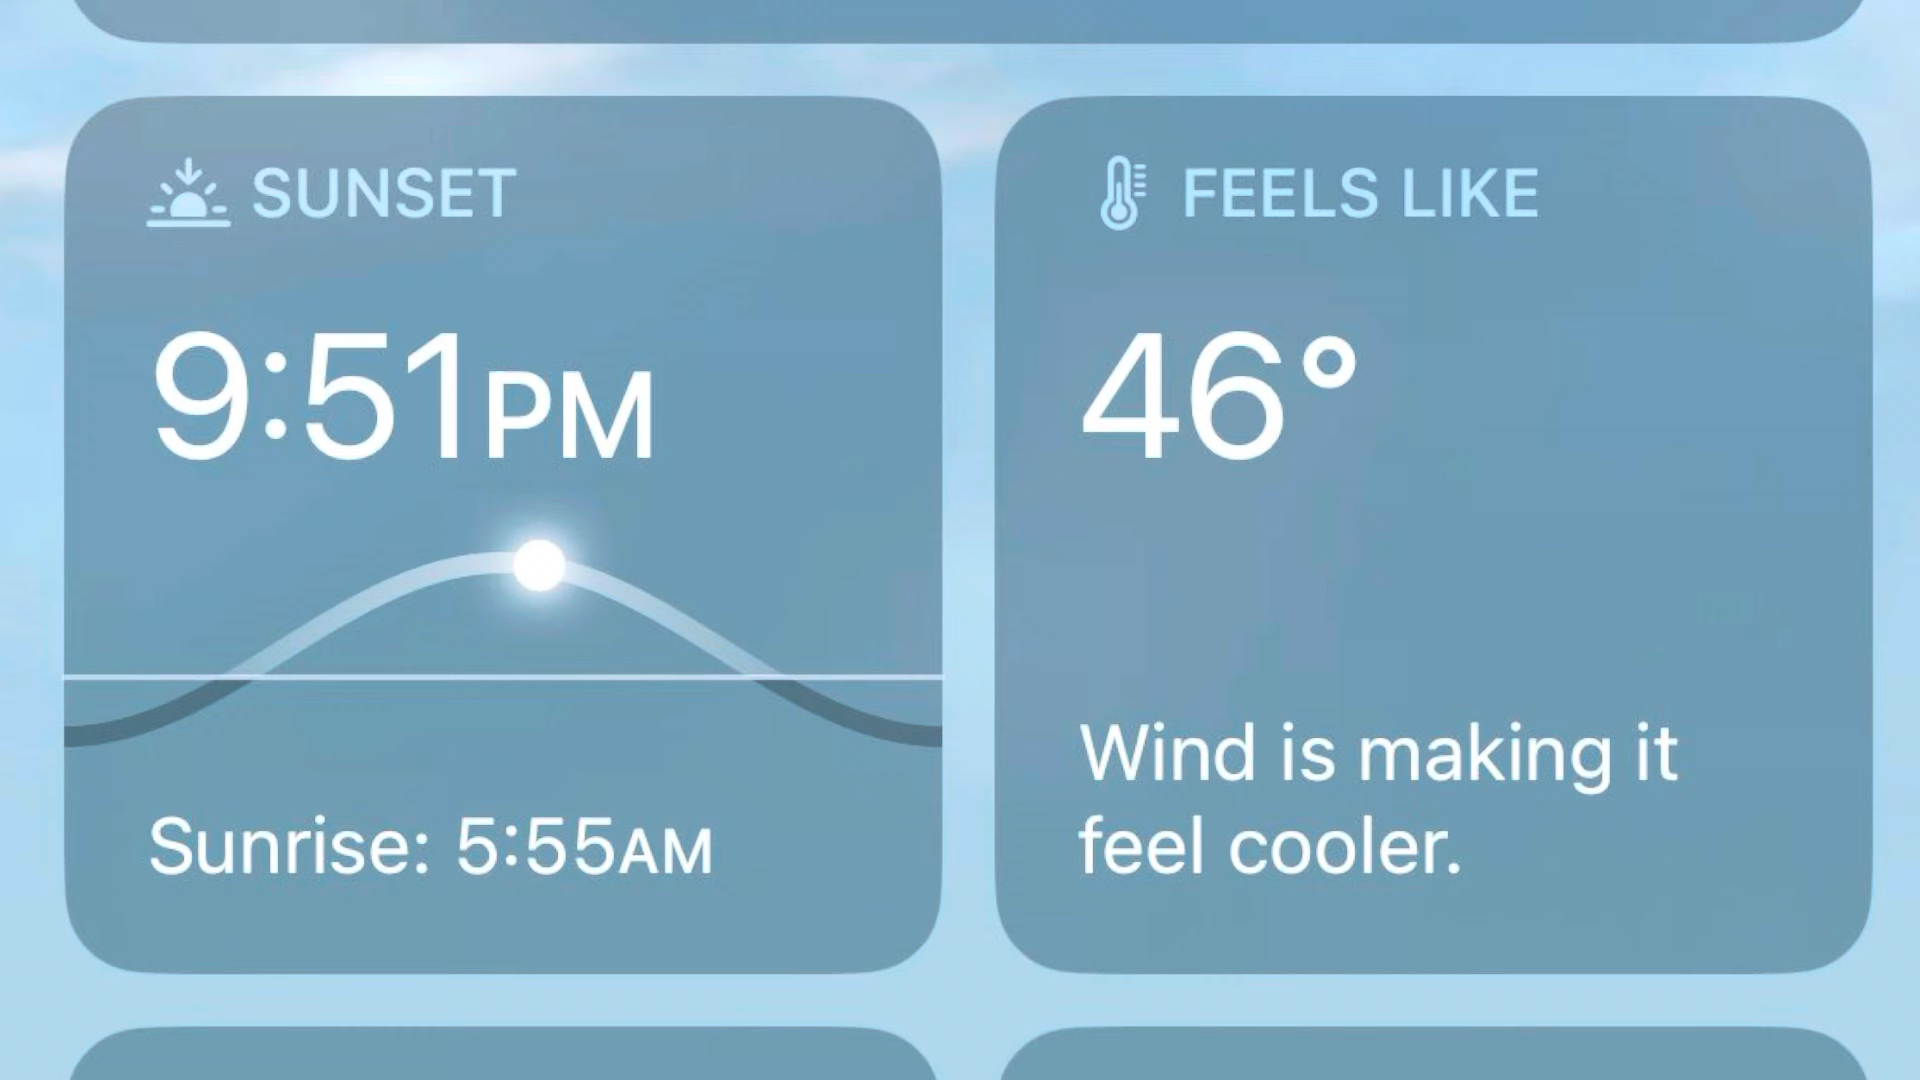 SUNSET
9:51PM
Sunrise: 5:55AM
FEELS LIKE
46°
Wind is making it
feel cooler.